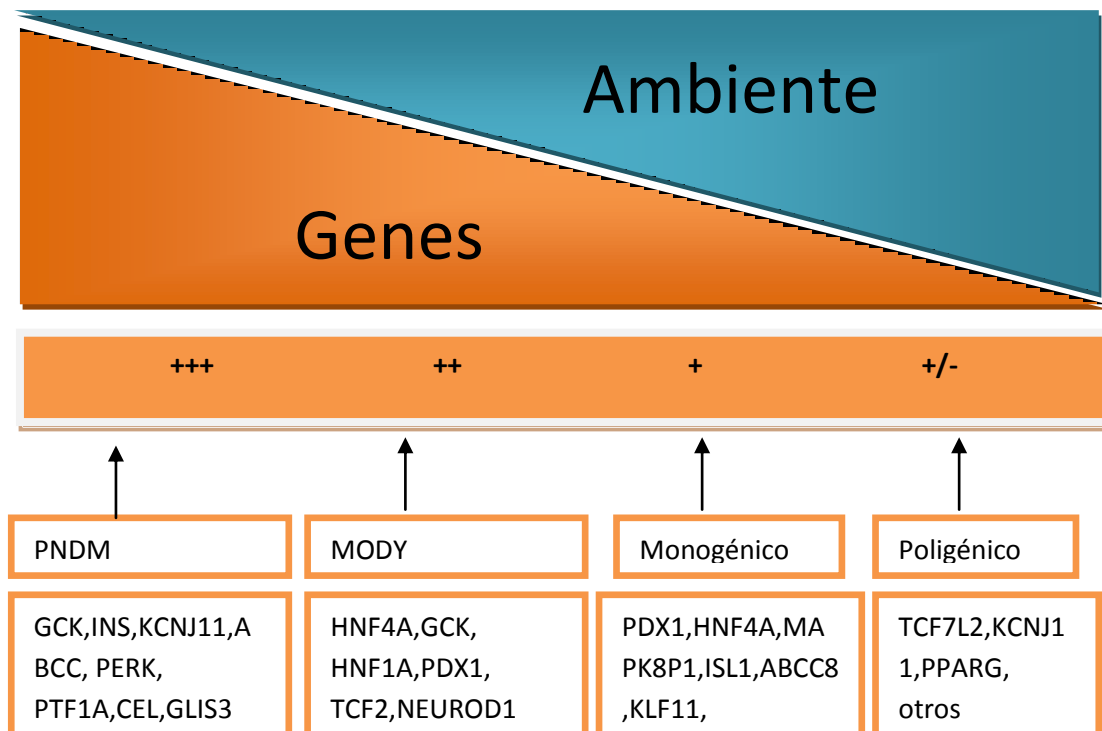 Ambiente
Genes
+++ ++ + +/-
PNDM
MODY
Monogénico
Poligénico
GCK,INS,KCNJ11,A
BCC, PERK,
PTF1A,CEL,GLIS3
HNF4A,GCK,
HNF1A,PDX1,
TCF2,NEUROD1
PDX1,HNF4A,MA
PK8P1,ISL1,ABCC8
,KLF11,
TCF7L2,KCNJ1
1,PPARG,
otros